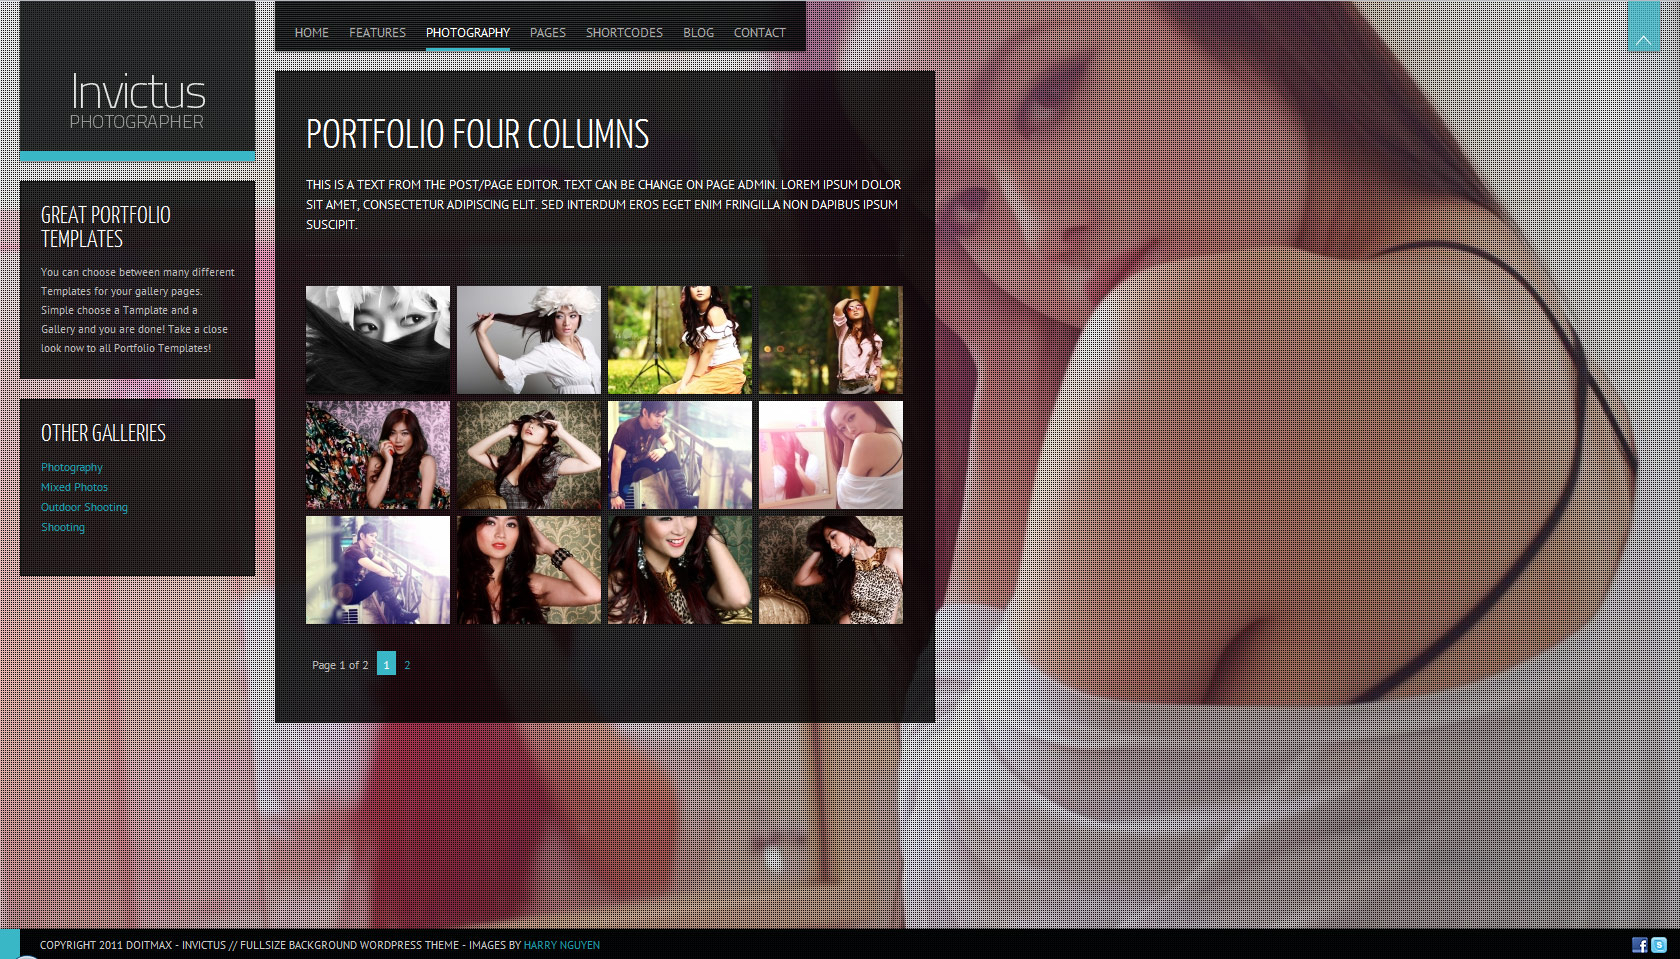 Invictus
PHOTOGRAPHER
HOME FEATURES PHOTOGRAPHY PAGES SHORTCODES BLOG CONTACT
GREAT PORTFOLIO
TEMPLATES
You can choose between many different
Templates for your gallery pages.
Simple choose a Tamplate and a
Gallery and you are done! Take a close
look now to all Portfolio Templates!
OTHER GALLERIES
Photography
Mixed Photos
Outdoor Shooting
Shooting
PORTFOLIO FOUR COLUMNS
THIS IS A TEXT FROM THE POST/PAGE EDITOR. TEXT CAN BE CHANGE ON PAGE ADMIN. LOREM IPSUM DOLOR
SIT AMET, CONSECTETUR ADIPISCING ELIT. SED INTERDUM EROS EGET ENIM FRINGILLA NON DAPIBUS IPSUM
SUSCIPIT.
Page 1 of 2 1 2
COPYRIGHT 2011 DOITMAX - INVICTUS // FULLSIZE BACKGROUND WORDPRESS THEME - IMAGES BY HARRY NGUYEN